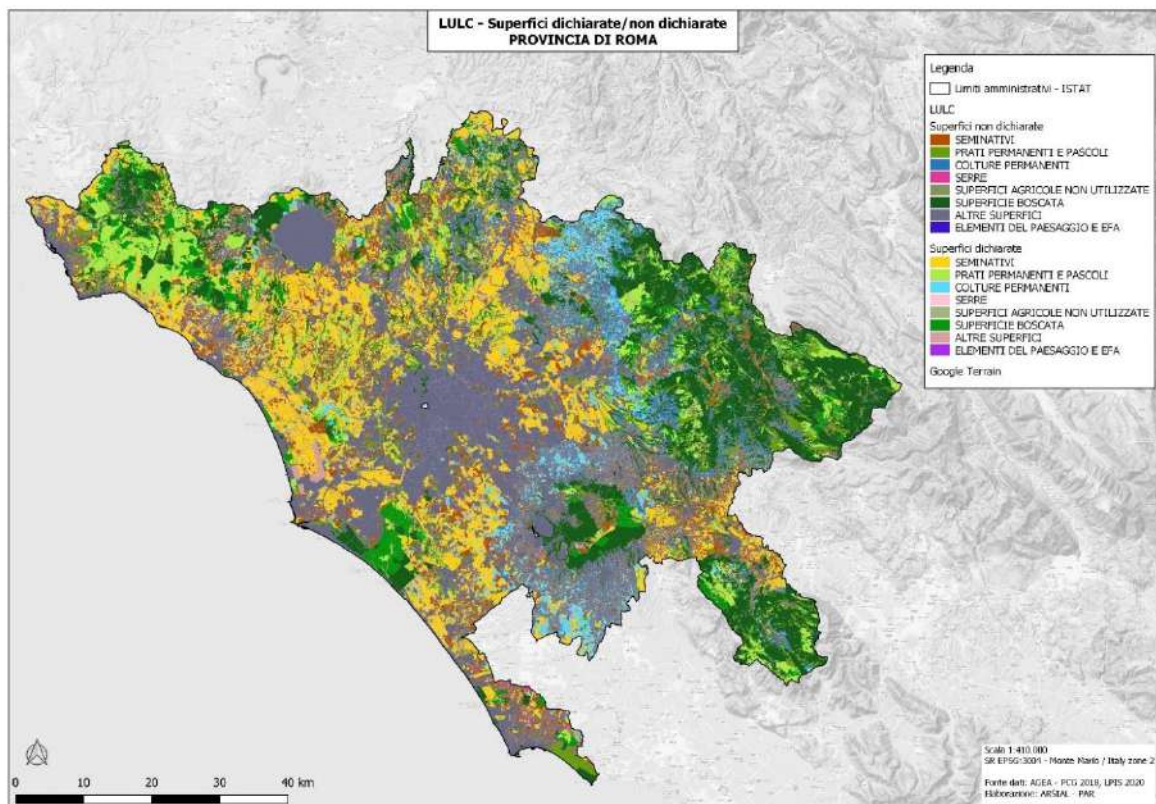 LULC - Superfici dichiarate/non dichiarate
PROVINCIA DI ROMA
Legenda
Limiti amministrativi - ISTAT
LULC
Superfici non dichiarate
SEMINATIVI
PRATI PERMANENTI E PASCOLI
COLTURE PERMANENTI
SERRE
SUPERFICI AGRICOLE NON UTILIZZATE
SUPERFICIE BOSCATA
ALTRE SUPERFICI
ELEMENTI DEL PAESAGGIO E EFA
Superfici dichiarate
SEMINATIVI
PRATI PERMANENTI E PASCOLI
COLTURE PERMANENTI
SERRE
SUPERFICI AGRICOLE NON UTILIZZATE
SUPERFICIE BOSCATA
ALTRE SUPERFICI
ELEMENTI DEL PAESAGGIO E EFA
Google Terrain
Scala 1:410.000
SR EPSG:3004 - Monte Mario / Italy zone 2
Fonte dati: AGEA - PCG 2018, LPIS 2020
Elaborazione: ARSIAL - PAR
0 10 20 30 40 km